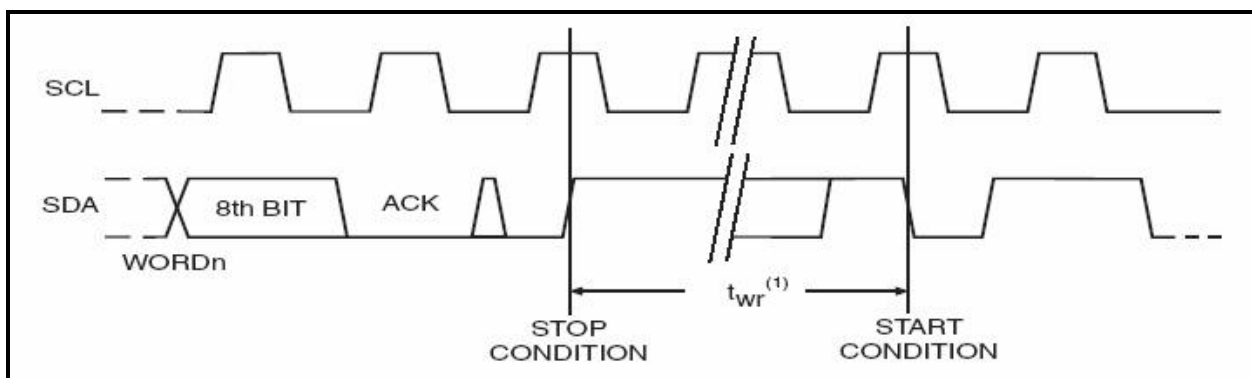 SCL
SDA
8th BIT
ACK
WORDn
twr(1)
STOP
CONDITION
START
CONDITION